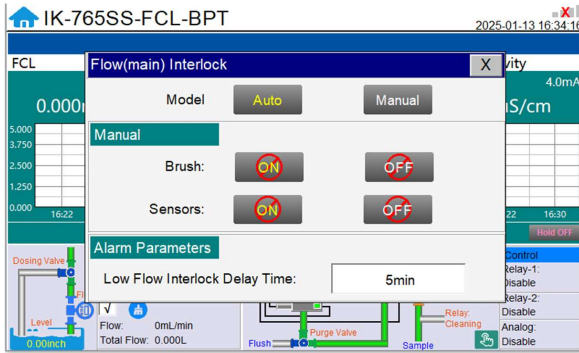 IK-765SS-FCL-BPT
2025-01-13 16:34:16
FCL
Flow(main) Interlock
X
vity
4.0mA
0.000
S/cm
Model
Auto
Manual
Manual
Brush:
ON
OFF
Sensors:
ON
OFF
Alarm Parameters
Low Flow Interlock Delay Time:
5min
5.000
3.750
2.500
1.250
0.000
16:22
22
16:30
Hold OFF
Dosing Valve
Level
0.00inch
Fl
√
Flow:
0mL/min
Total Flow:
0.000L
Flush
Purge Valve
Sample
Relay:
Cleaning
Control
Relay-1:
Disable
Relay-2:
Disable
Analog:
Disable